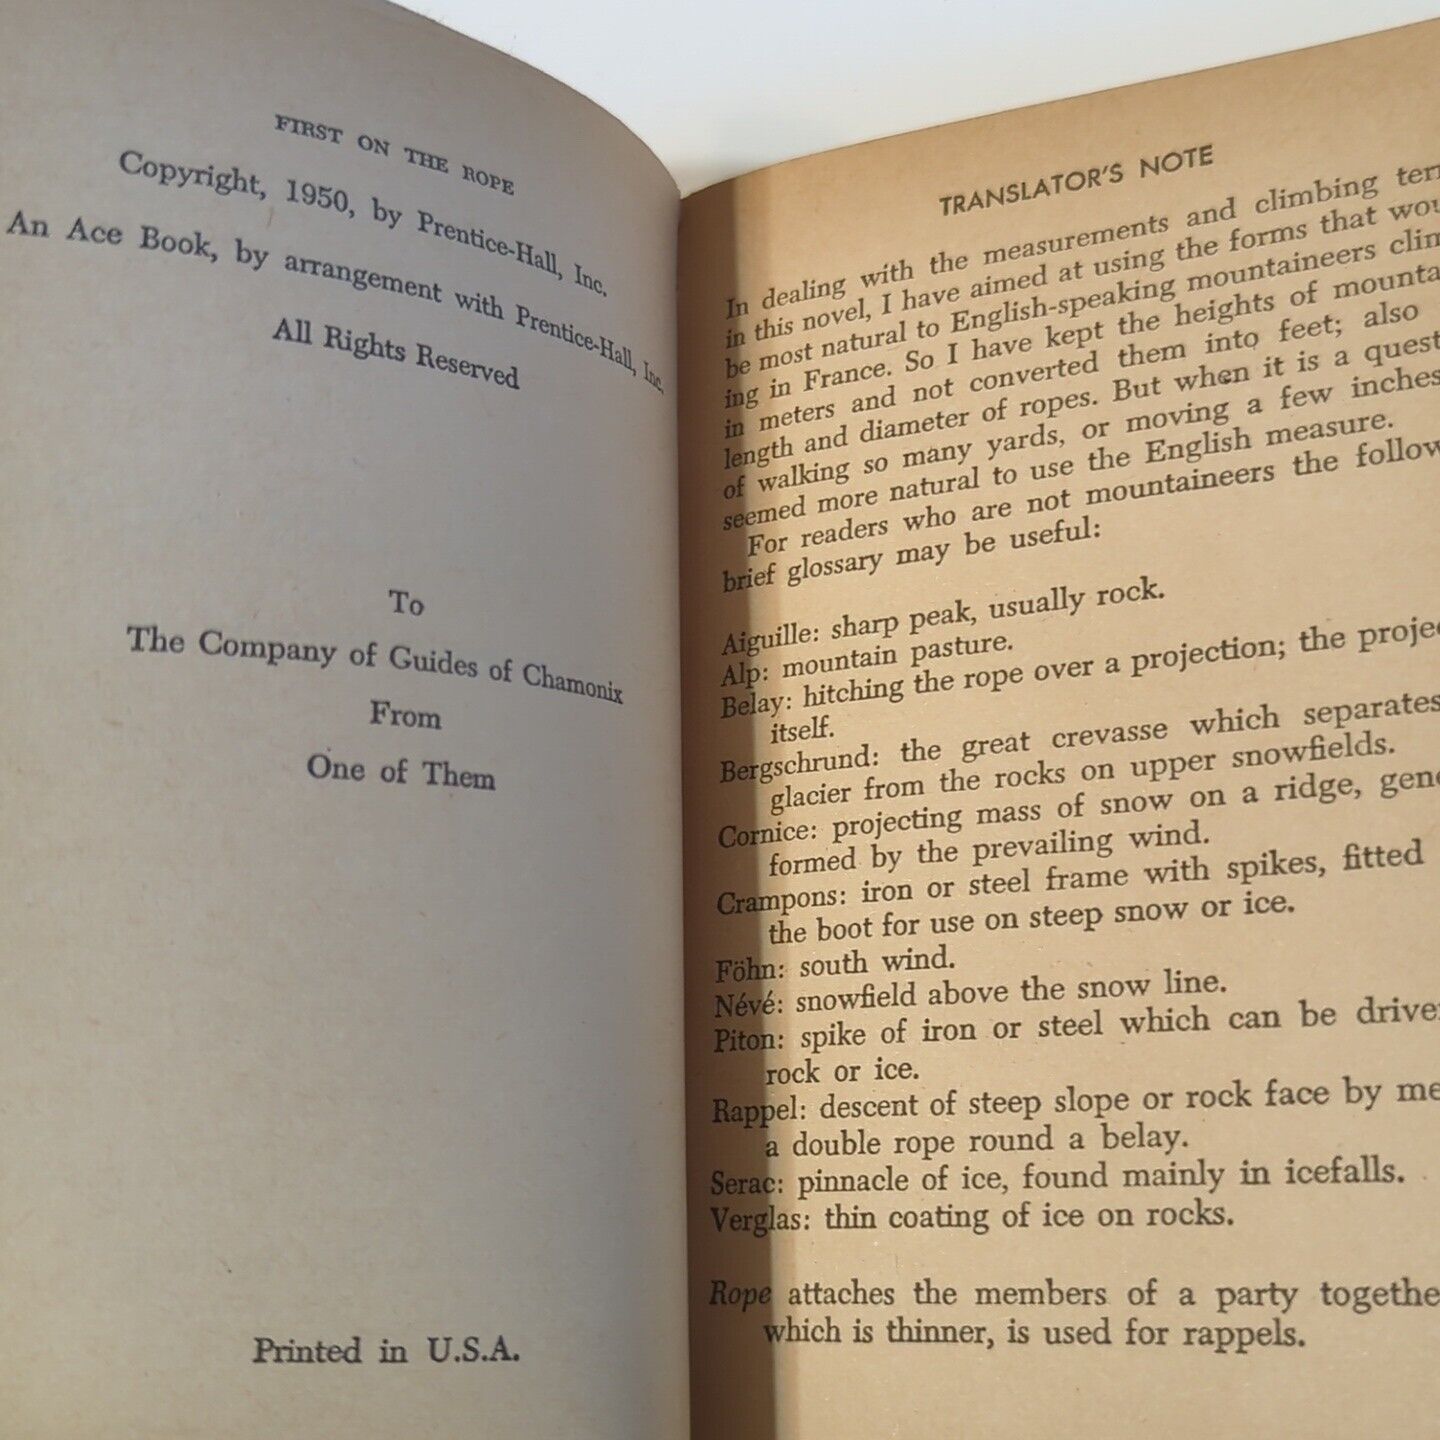 FIRST ON THE ROPE
Copyright, 1950, by Prentice-Hall, Inc.
An Ace Book, by arrangement with Prentice-Hall, Inc.
All Rights Reserved
To
The Company of Guides of Chamonix
From
One of Them
Printed in U.S.A.
TRANSLATOR'S NOTE
In dealing with the measurements and climbing
in this novel, I have aimed at using the forms that
be most natural to English-speaking mountaineers
ing in France. So I have kept the heights of
in meters and not converted them into feet; also
length and diameter of ropes. But when it is a
of walking so many yards, or moving a few inches
seemed more natural to use the English measure.
For readers who are not mountaineers the
brief glossary may be useful:
Aiguille: sharp peak, usually rock.
Alp: mountain pasture.
Belay: hitching the rope over a projection; the
itself.
Bergschrund: the great crevasse which separates
glacier from the rocks on upper snowfields.
Cornice: projecting mass of snow on a ridge,
formed by the prevailing wind.
Crampons: iron or steel frame with spikes, fitted
the boot for use on steep snow or ice.
Föhn: south wind.
Névé: snowfield above the snow line.
Piton: spike of iron or steel which can be
rock or ice.
Rappel: descent of steep slope or rock face by
a double rope round a belay.
Serac: pinnacle of ice, found mainly in icefalls.
Verglas: thin coating of ice on rocks.
Rope attaches the members of a party
which is thinner, is used for rappels.